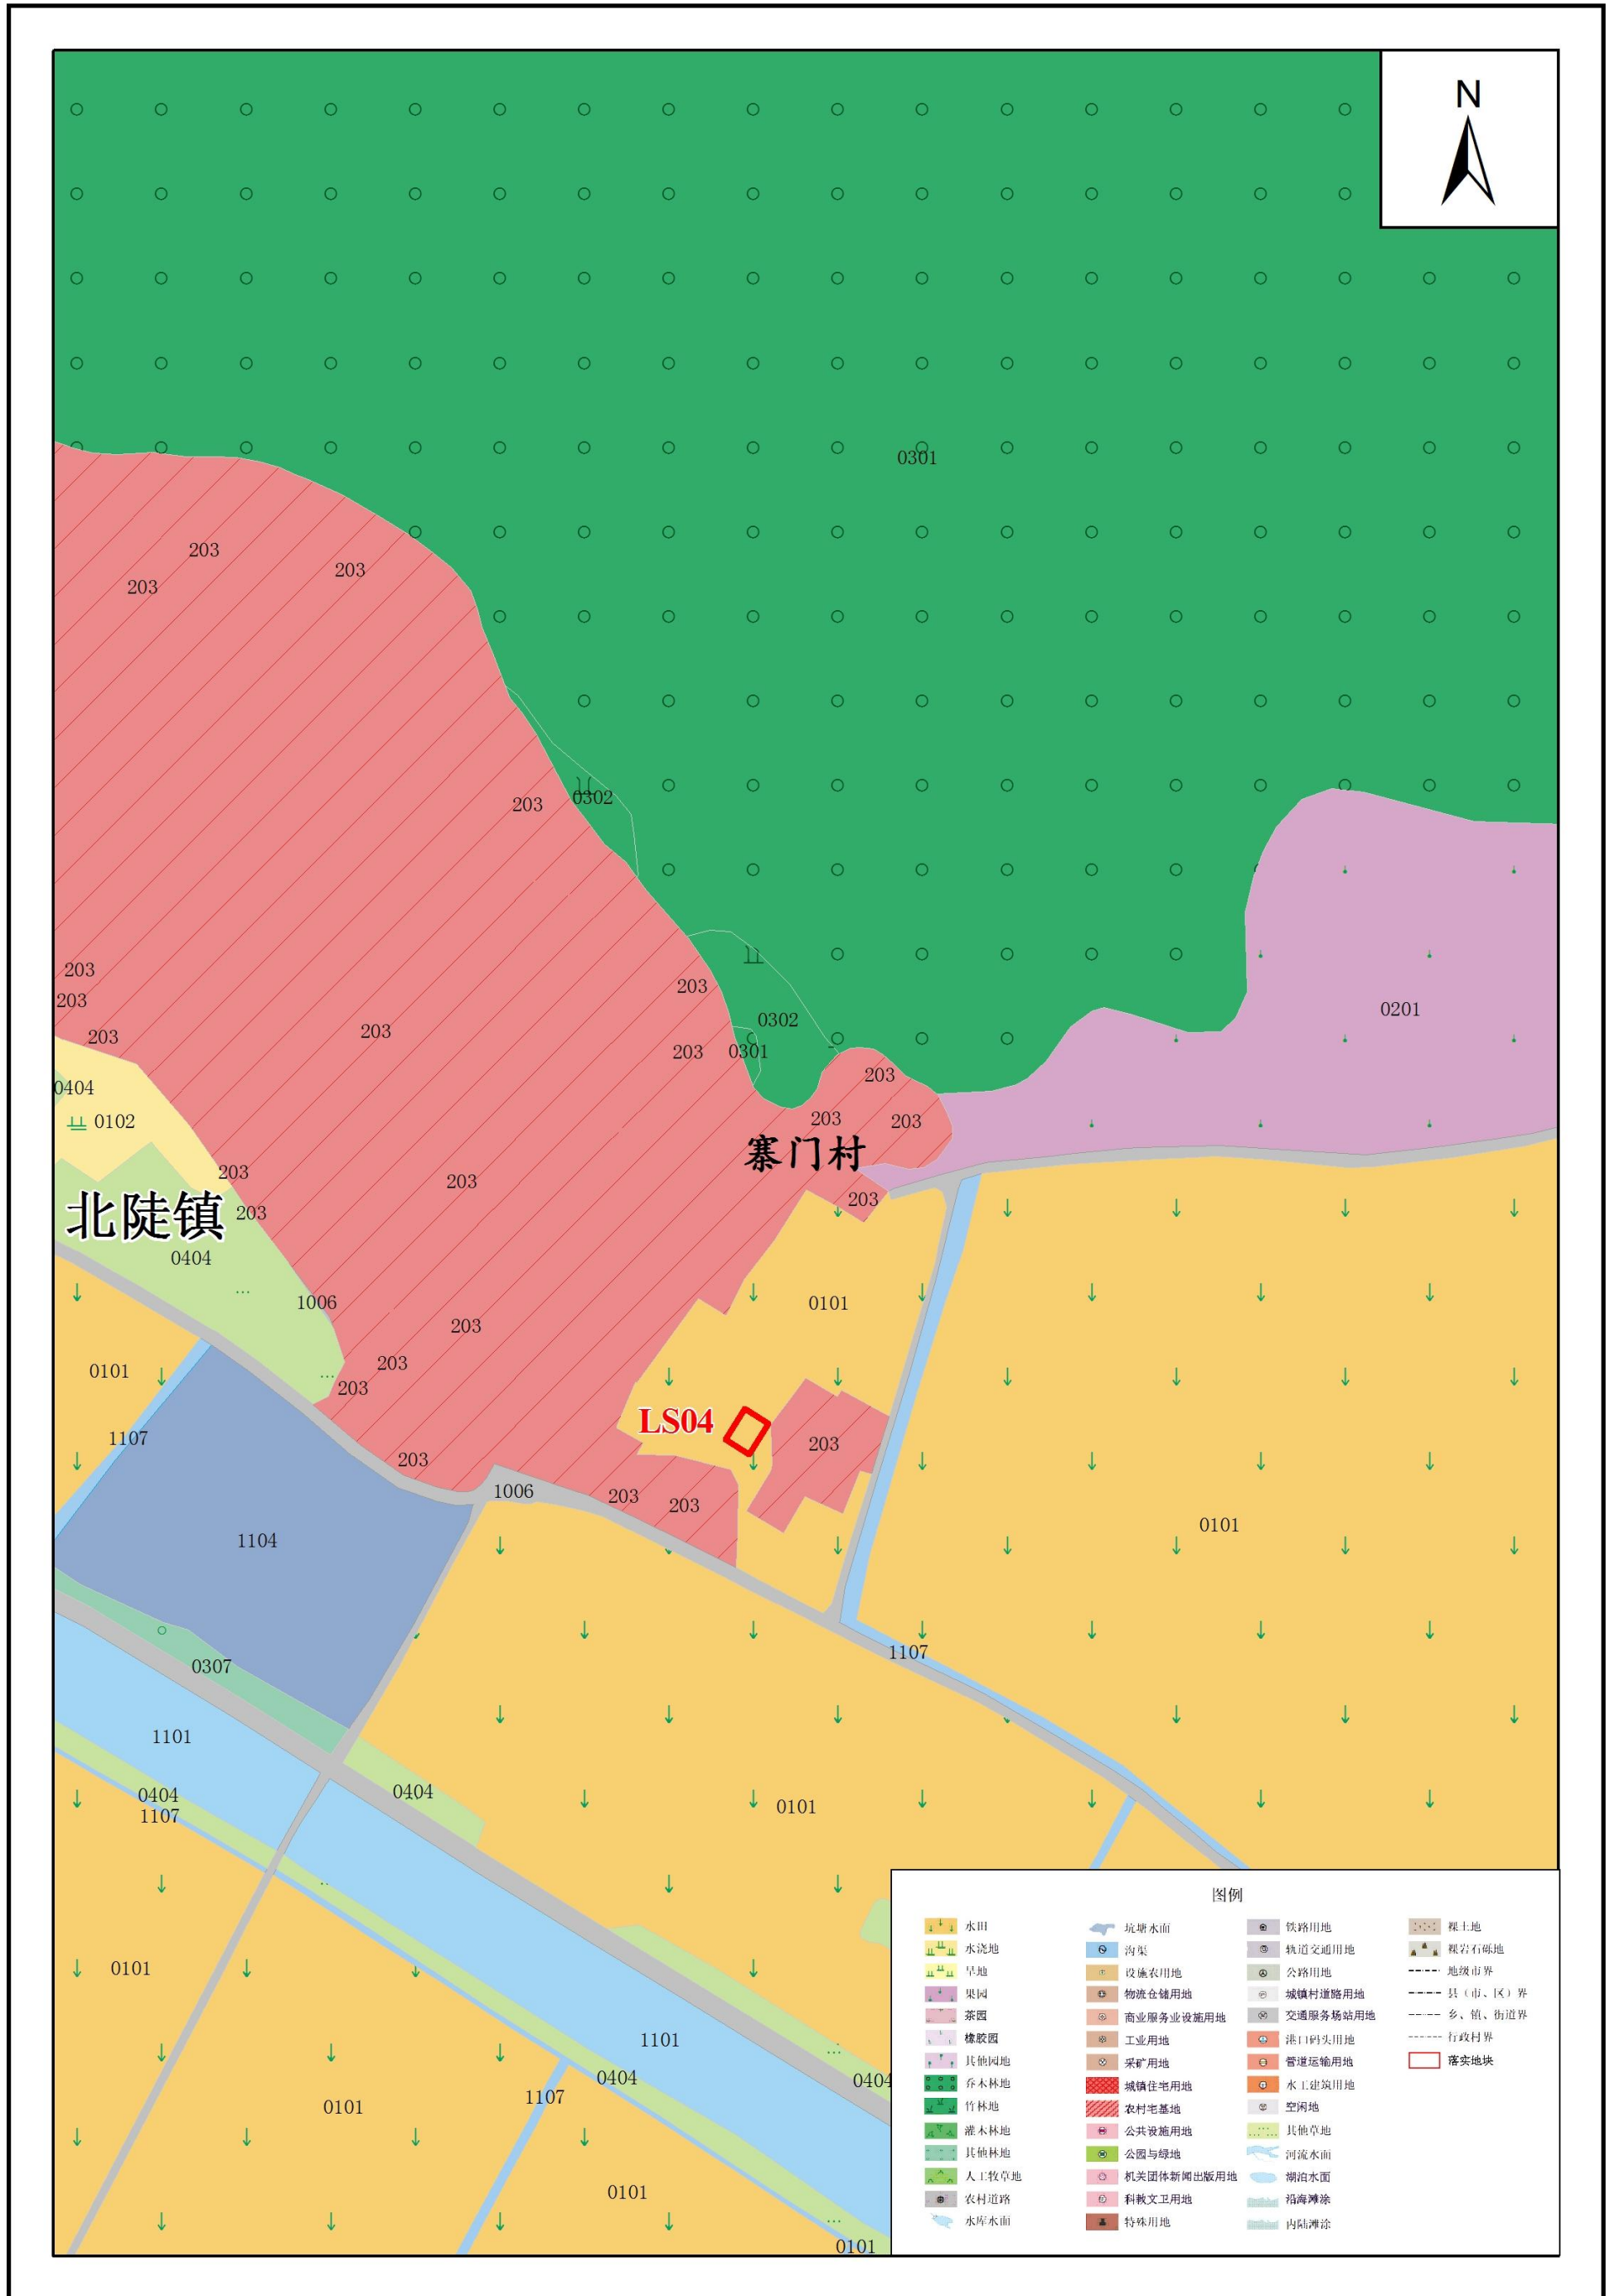 N
0301
203
203
203
203
0302
203
203
203
203
203
0302
203
0301
0201
203
203
203
0404
0102
寨门村
203
203
203
203
北陡镇
0404
1006
0101
203
203
203
0101
LS04
203
1107
203
1006
203
203
1104
0101
1107
0307
1101
0404
0404
1107
0101
0101
1101
0404
0404
0101
1107
0101
0101
图例
水田
水浇地
旱地
果园
茶园
橡胶园
其他园地
乔木林地
竹林地
灌木林地
其他林地
人工牧草地
农村道路
水库水面
坑塘水面
沟渠
设施农用地
物流仓储用地
商业服务业设施用地
工业用地
采矿用地
城镇住宅用地
农村宅基地
公共设施用地
公园与绿地
机关团体新闻出版用地
科教文卫用地
特殊用地
铁路用地
轨道交通用地
公路用地
城镇村道路用地
交通服务场站用地
港口码头用地
管道运输用地
水工建筑用地
空闲地
其他草地
河流水面
湖泊水面
沿海滩涂
内陆滩涂
裸土地
裸岩石砾地
地级市界
县（市、区）界
乡、镇、街道界
行政村界
落实地块